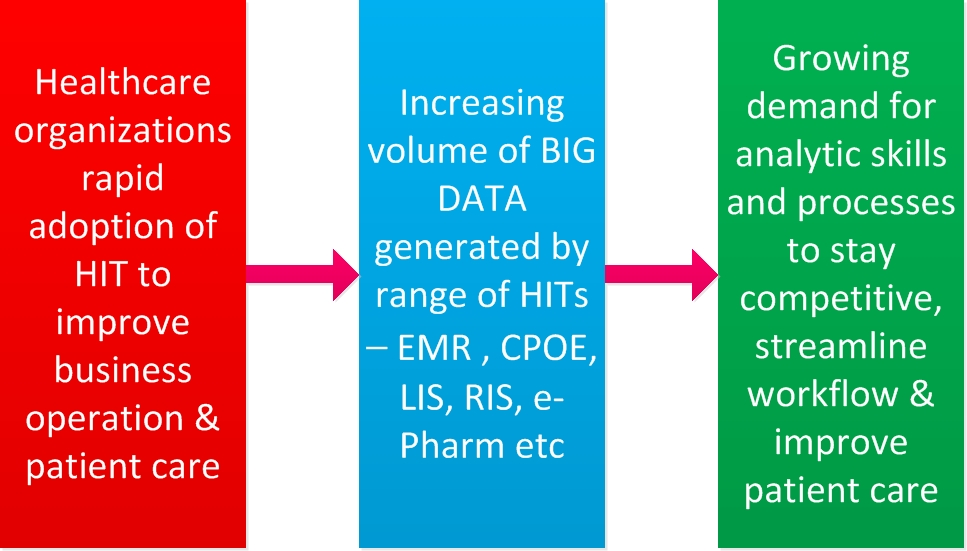 Healthcare
organizations
rapid
adoption of
HIT to
improve
business
operation &
patient care
Increasing
volume of BIG
DATA
generated by
range of HITs
– EMR , CPOE,
LIS, RIS, e-
Pharm etc
Growing
demand for
analytic skills
and processes
to stay
competitive,
streamline
workflow &
improve
patient care